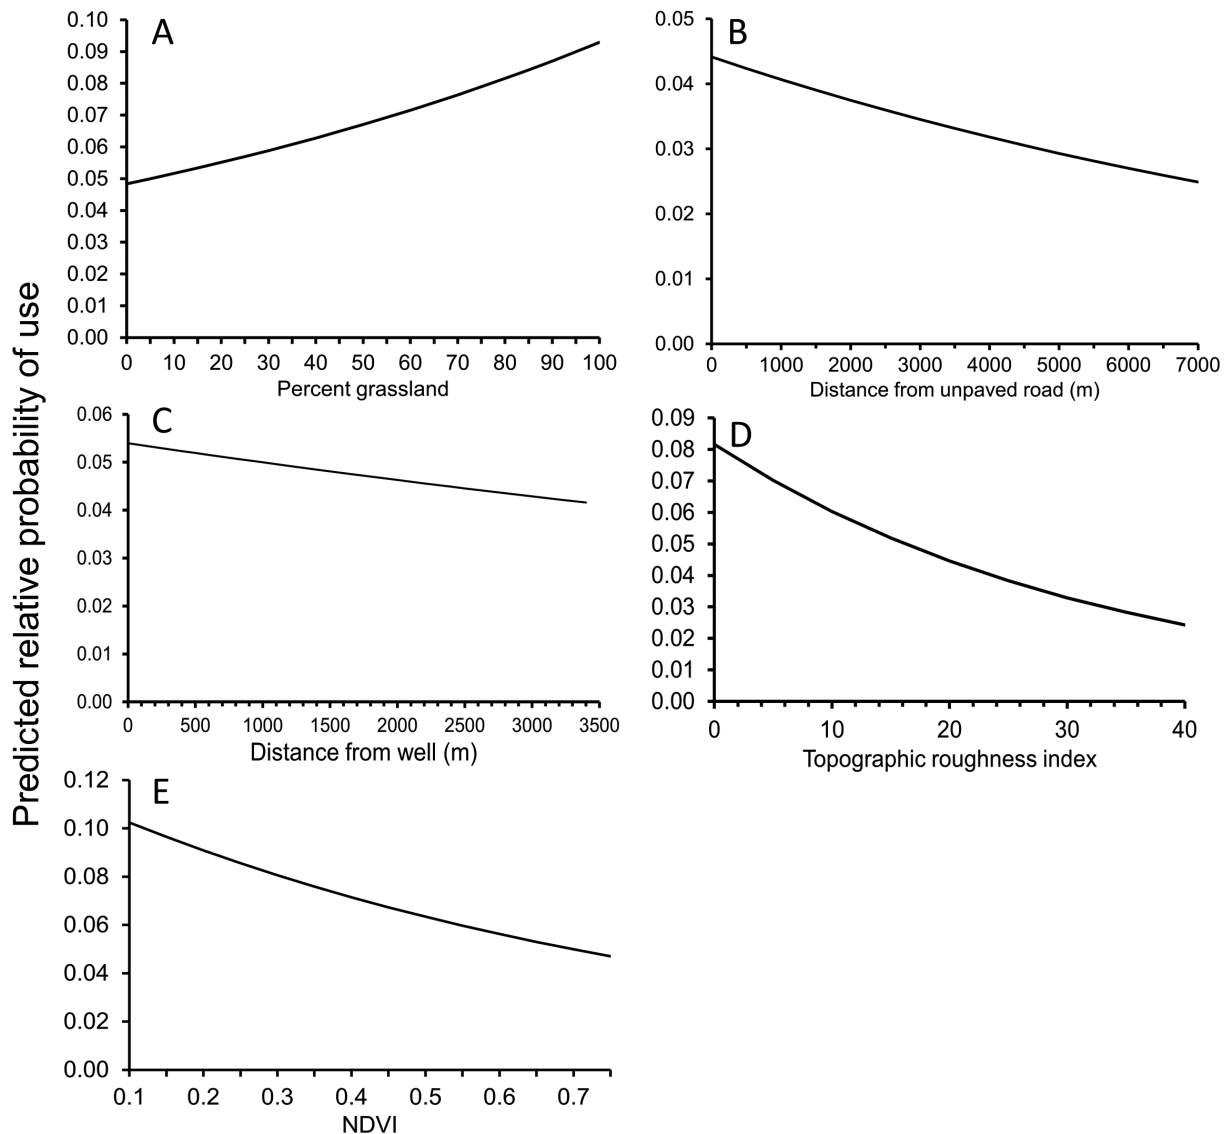 Predicted relative probability of use
A
0.10
0.09
0.08
0.07
0.06
0.05
0.04
0.03
0.02
0.01
0.00
0 10 20 30 40 50 60 70 80 90 100
Percent grassland
B
0.05
0.04
0.03
0.02
0.01
0.00
0 1000 2000 3000 4000 5000 6000 7000
Distance from unpaved road (m)
C
0.06
0.05
0.04
0.03
0.02
0.01
0.00
0 500 1000 1500 2000 2500 3000 3500
Distance from well (m)
D
0.09
0.08
0.07
0.06
0.05
0.04
0.03
0.02
0.01
0.00
0 10 20 30 40
Topographic roughness index
E
0.12
0.10
0.08
0.06
0.04
0.02
0.00
0.1 0.2 0.3 0.4 0.5 0.6 0.7
NDVI